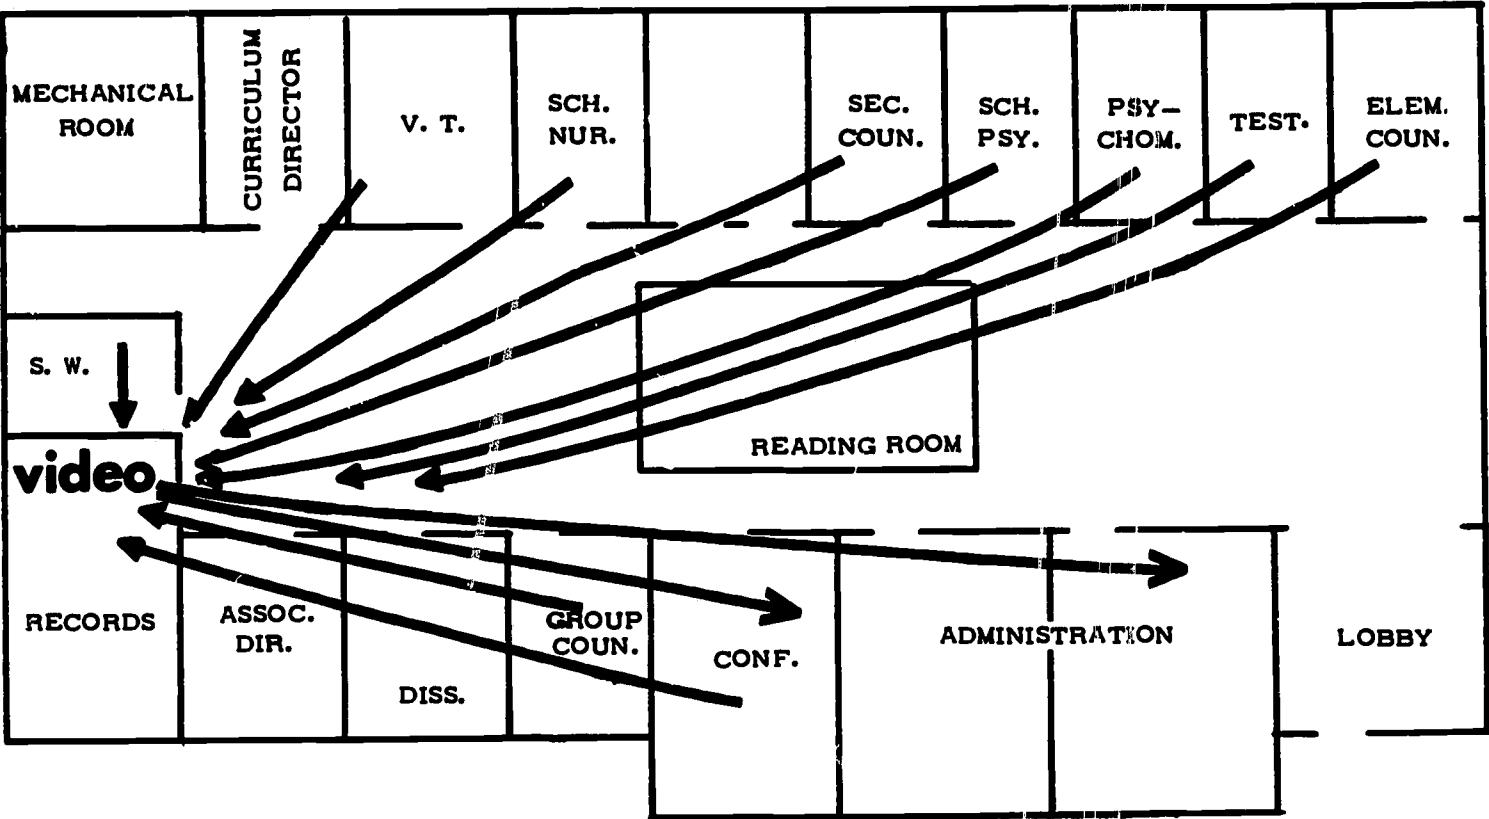 MECHANICAL
ROOM
CURRICULUM
DIRECTOR
V. T.
SCH.
NUR.
SEC.
COUN.
SCH.
PSY.
PSY-
CHOM.
TEST.
ELEM.
COUN.
S. W.
video
READING ROOM
RECORDS
ASSOC.
DIR.
DISS.
GROUP
COUN.
CONF.
ADMINISTRATION
LOBBY